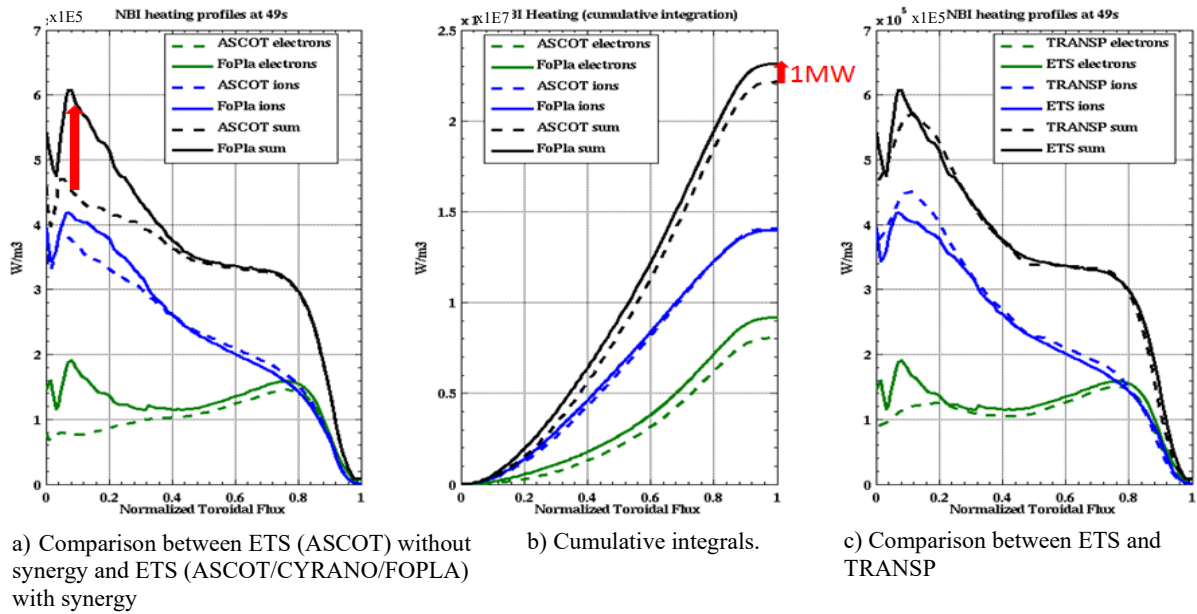 x1E5 NBI heating profiles at 49s
7
6
5
4
3
2
1
0
0
0.2
0.4
0.6
0.8
1
W/m3
Normalized Toroidal Flux
ASCOT electrons
FoPla electrons
ASCOT ions
FoPla ions
ASCOT sum
FoPla sum
x1E7 BI Heating (cumulative integration)
2.5
2
1.5
1
0.5
0
0
0.2
0.4
0.6
0.8
1
Normalized Toroidal Flux
ASCOT electrons
FoPla electrons
ASCOT ions
FoPla ions
ASCOT sum
FoPla sum
1MW
x 10⁵ x1E5 NBI heating profiles at 49s
7
6
5
4
3
2
1
0
0
0.2
0.4
0.6
0.8
1
W/m3
Normalized Toroidal Flux
TRANSP electrons
ETS electrons
TRANSP ions
ETS ions
TRANSP sum
ETS sum
a) Comparison between ETS (ASCOT) without
synergy and ETS (ASCOT/CYRANO/FOPLA)
with synergy
b) Cumulative integrals.
c) Comparison between ETS and
TRANSP